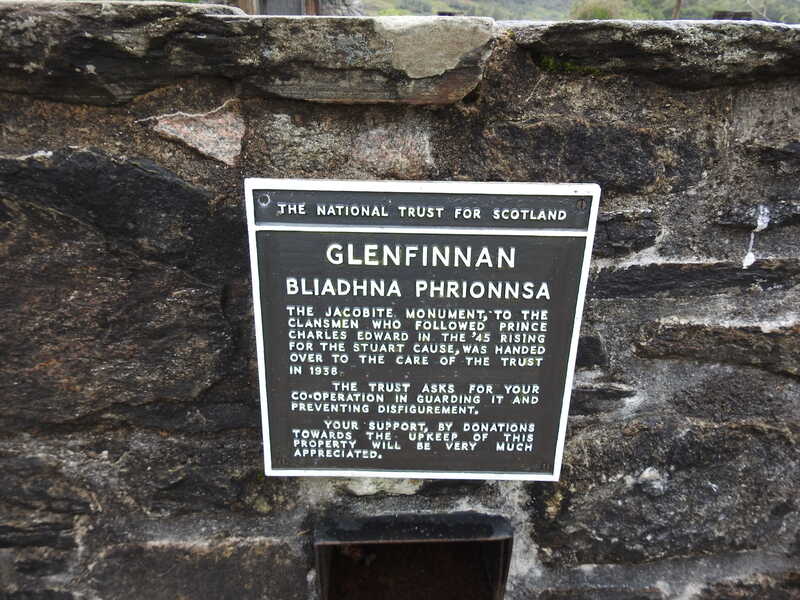 THE NATIONAL TRUST FOR SCOTLAND
GLENFINNAN
BLIADHNA PHRIONNSA
THE JACOBITE MONUMENT, TO THE
CLANSMEN WHO FOLLOWED PRINCE
CHARLES EDWARD IN THE '45 RISING
FOR THE STUART CAUSE, WAS HANDED
OVER TO THE CARE OF THE TRUST
IN 1938.
THE TRUST ASKS FOR YOUR
CO-OPERATION IN GUARDING IT AND
PREVENTING DISFIGUREMENT.
YOUR SUPPORT, BY DONATIONS
TOWARDS THE UPKEEP OF THIS
PROPERTY WILL BE VERY MUCH
APPRECIATED.